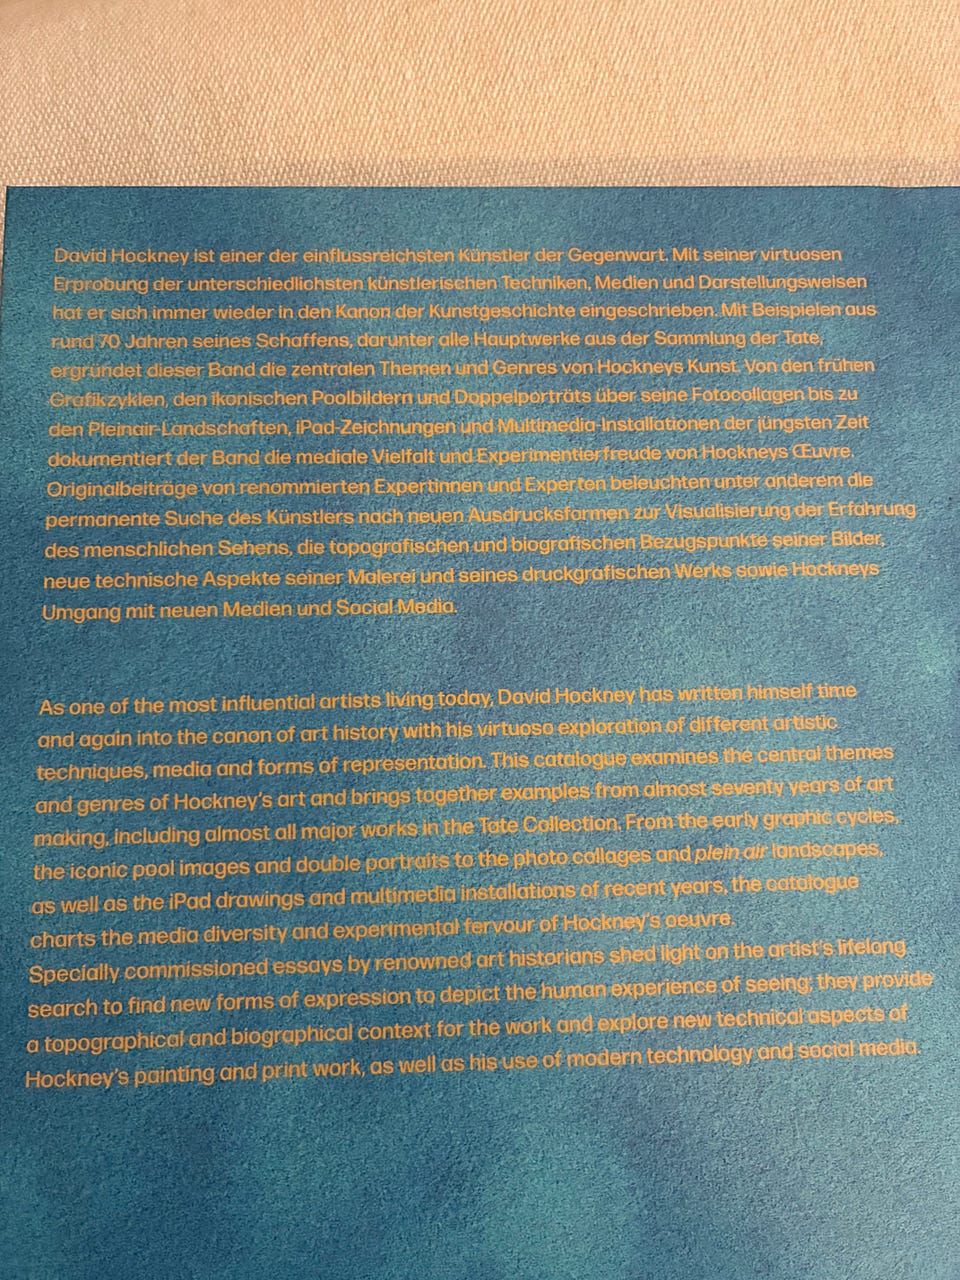 David Hockney ist einer der einflussreichsten Künstler der Gegenwart. Mit seiner virtuosen
Erprobung der unterschiedlichsten künstlerischen Techniken, Medien und Darstellungsweisen
hat er sich immer wieder in den Kanon der Kunstgeschichte eingeschrieben. Mit Beispielen aus
rund 70 Jahren seines Schaffens, darunter alle Hauptwerke aus der Sammlung der Tate,
ergründet dieser Band die zentralen Themen und Genres von Hockneys Kunst. Von den frühen
Grafikzyklen, den ikonischen Poolbildern und Doppelporträts über seine Fotocollagen bis zu
den Pleinair-Landschaften, iPad-Zeichnungen und Multimedia-Installationen der jüngsten Zeit
dokumentiert der Band die mediale Vielfalt und Experimentierfreude von Hockneys Œuvre.
Originalbeiträge von renommierten Expertinnen und Experten beleuchten unter anderem die
permanente Suche des Künstlers nach neuen Ausdrucksformen zur Visualisierung der Erfahrung
des menschlichen Sehens, die topografischen und biografischen Bezugspunkte seiner Bilder,
neue technische Aspekte seiner Malerei und seines druckgrafischen Werks sowie Hockneys
Umgang mit neuen Medien und Social Media.
As one of the most influential artists living today, David Hockney has written himself time
and again into the canon of art history with his virtuoso exploration of different artistic
techniques, media and forms of representation. This catalogue examines the central themes
and genres of Hockney's art and brings together examples from almost seventy years of art
making, including almost all major works in the Tate Collection. From the early graphic cycles,
the iconic pool images and double portraits to the photo collages and plein air landscapes,
as well as the iPad drawings and multimedia installations of recent years, the catalogue
charts the media diversity and experimental fervour of Hockney's oeuvre.
Specially commissioned essays by renowned art historians shed light on the artist's lifelong
search to find new forms of expression to depict the human experience of seeing; they provide
a topographical and biographical context for the work and explore new technical aspects of
Hockney's painting and print work, as well as his use of modern technology and social media.